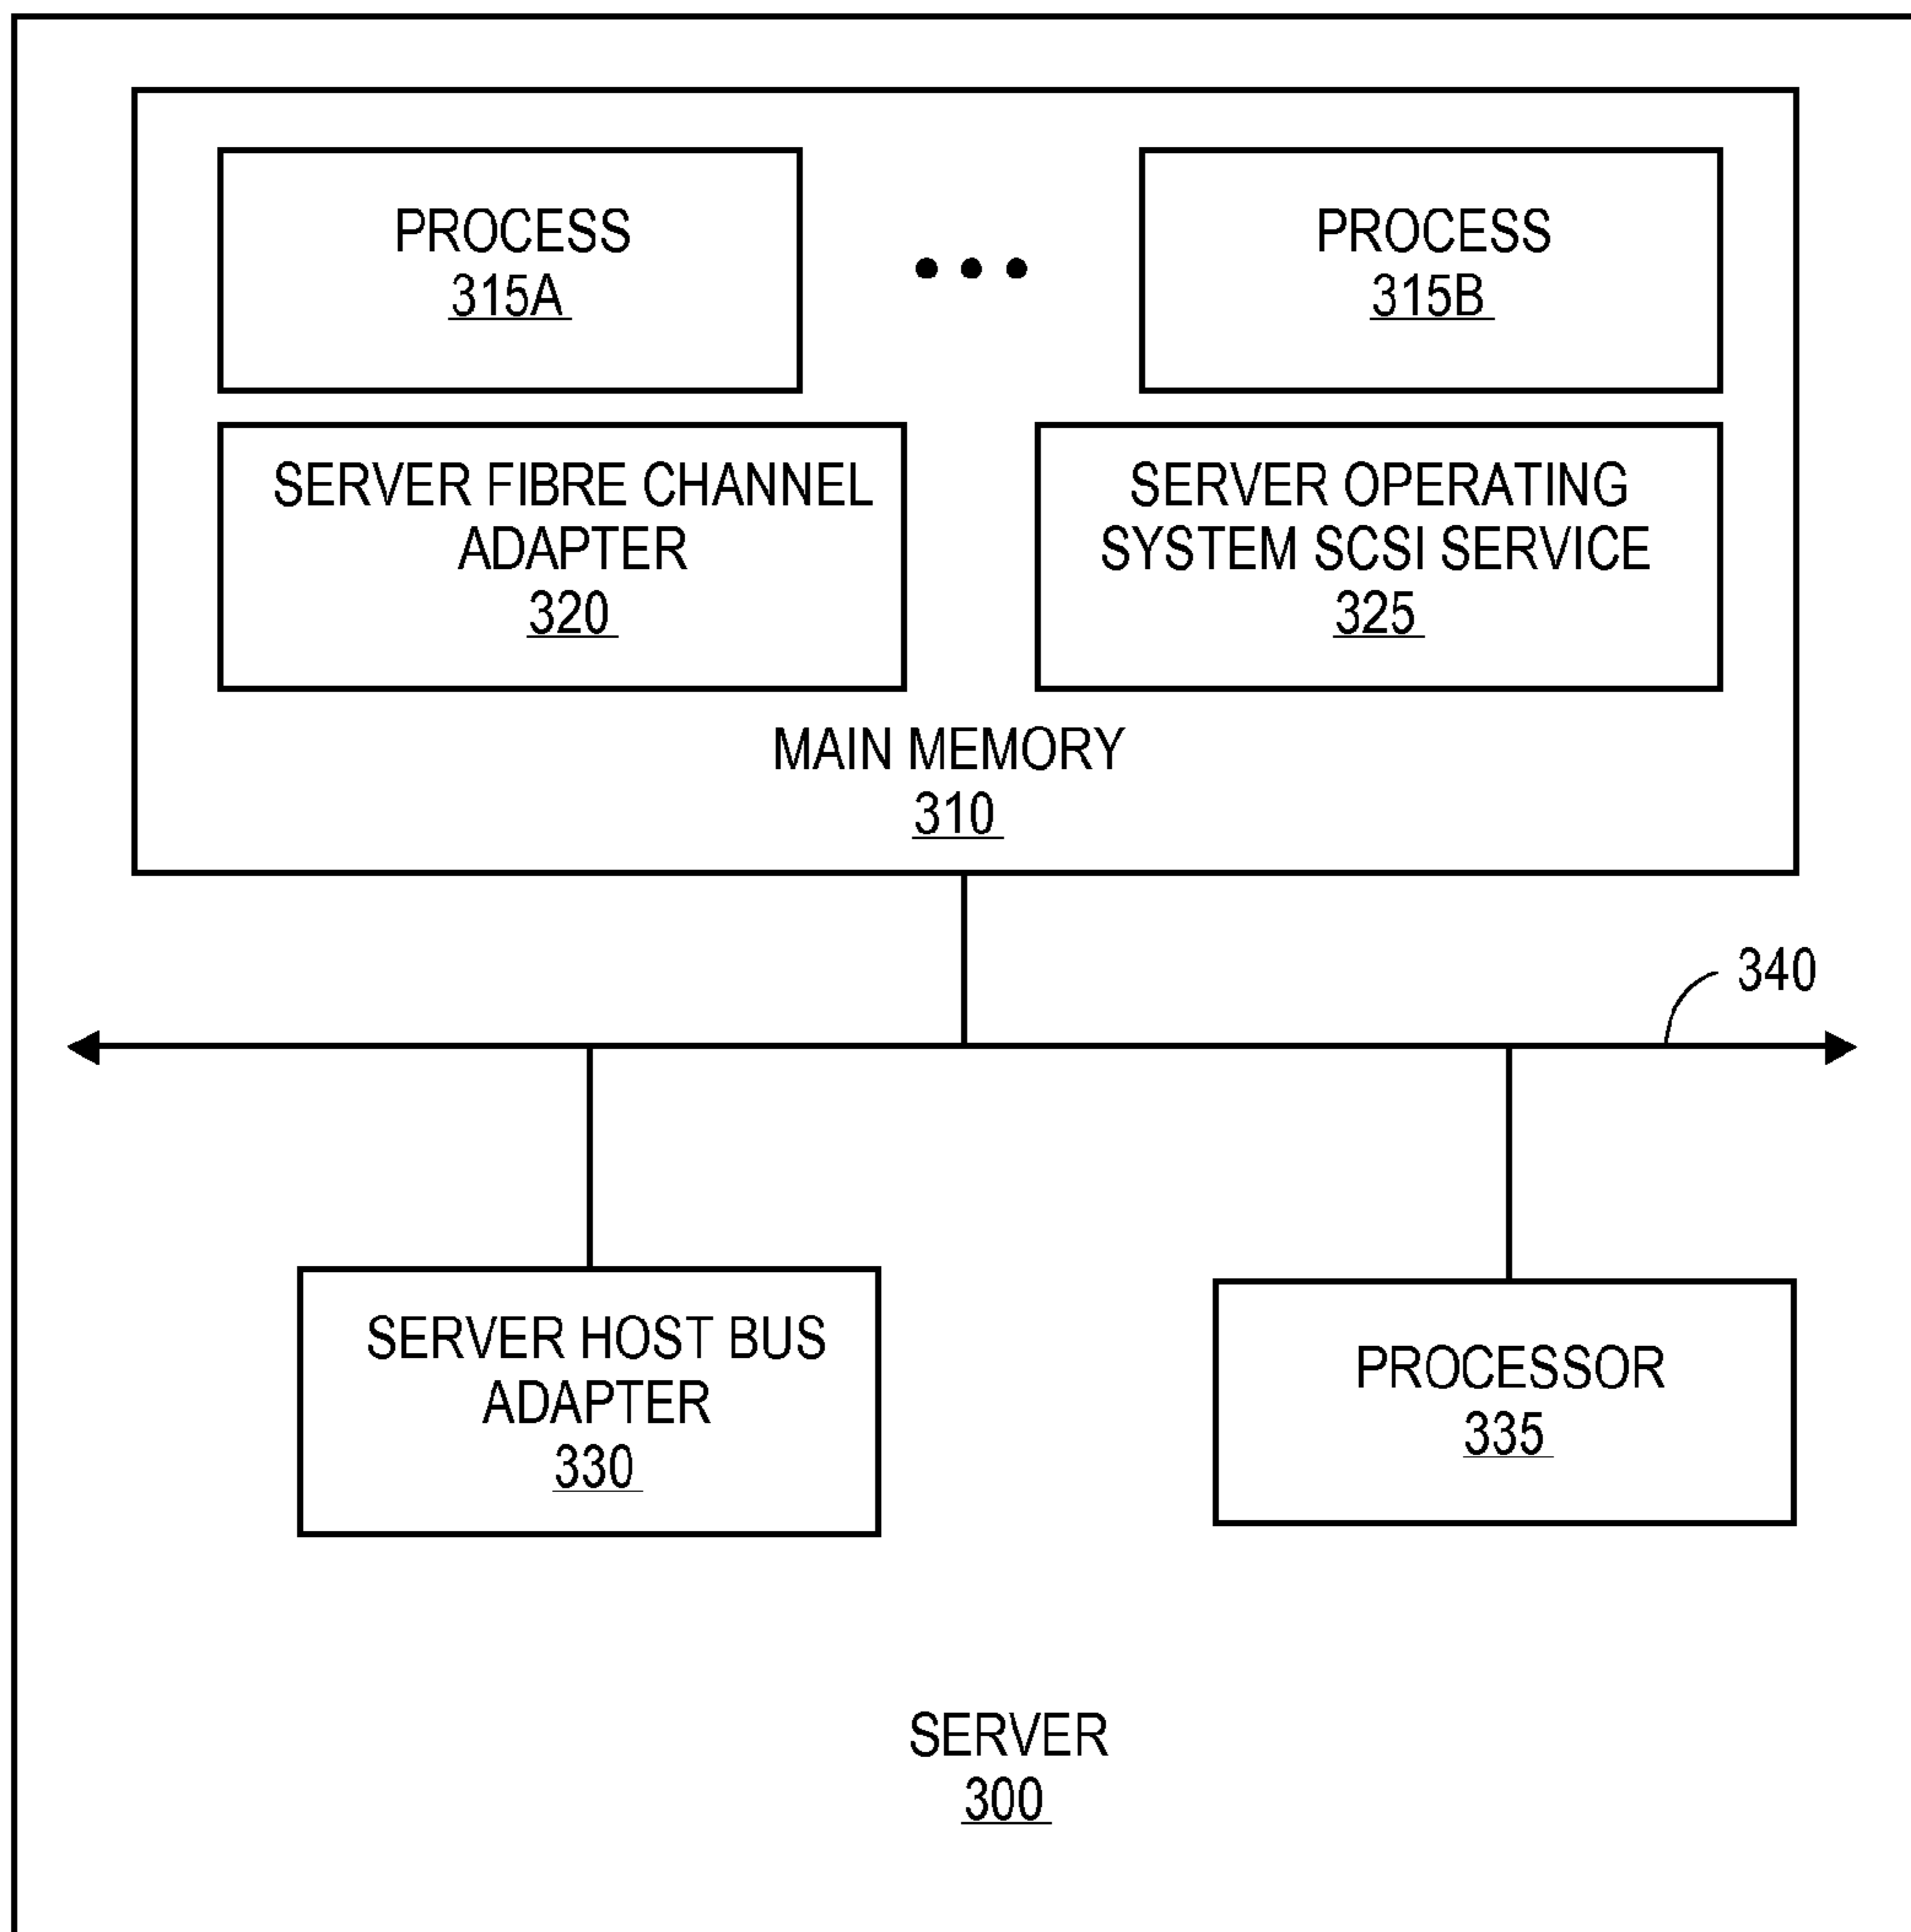 PROCESS
315A
PROCESS
315B
SERVER FIBRE CHANNEL
ADAPTER
320
SERVER OPERATING
SYSTEM SCSI SERVICE
325
MAIN MEMORY
310
340
SERVER HOST BUS
ADAPTER
330
PROCESSOR
335
SERVER
300